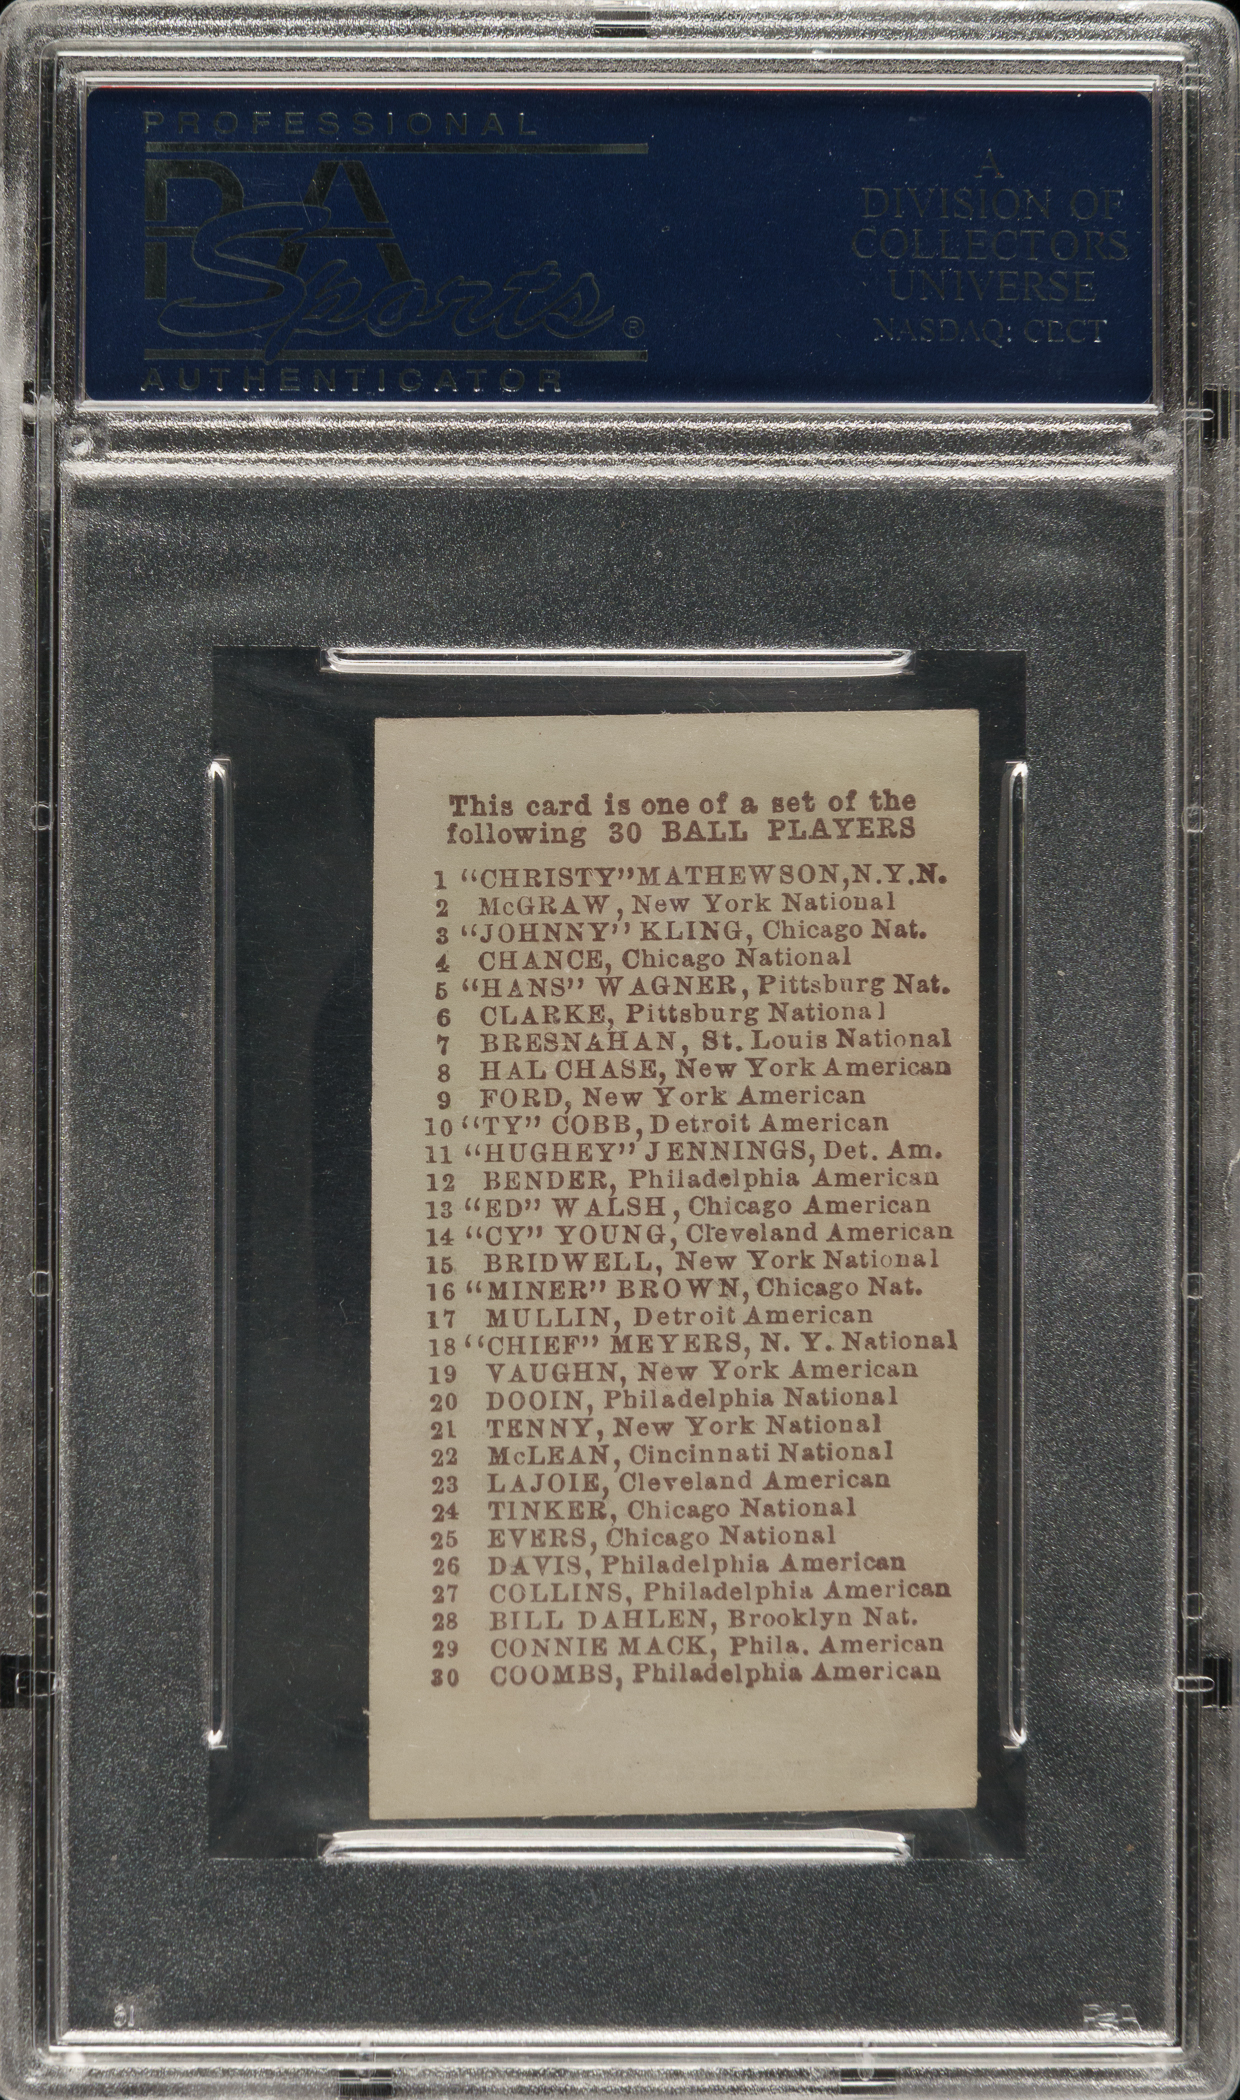 PROFESSIONAL
PSA
Sports®
AUTHENTICATOR
A
DIVISION OF
COLLECTORS
UNIVERSE
NASDAQ: CLCT
This card is one of a set of the
following 30 BALL PLAYERS
1 "CHRISTY" MATHEWSON, N.Y.N.
2 McGRAW, New York National
3 "JOHNNY" KLING, Chicago Nat.
4 CHANCE, Chicago National
5 "HANS" WAGNER, Pittsburg Nat.
6 CLARKE, Pittsburg National
7 BRESNAHAN, St. Louis National
8 HAL CHASE, New York American
9 FORD, New York American
10 "TY" COBB, Detroit American
11 "HUGHEY" JENNINGS, Det. Am.
12 BENDER, Philadelphia American
13 "ED" WALSH, Chicago American
14 "CY" YOUNG, Cleveland American
15 BRIDWELL, New York National
16 "MINER" BROWN, Chicago Nat.
17 MULLIN, Detroit American
18 "CHIEF" MEYERS, N. Y. National
19 VAUGHN, New York American
20 DOOIN, Philadelphia National
21 TENNY, New York National
22 McLEAN, Cincinnati National
23 LAJOIE, Cleveland American
24 TINKER, Chicago National
25 EVERS, Chicago National
26 DAVIS, Philadelphia American
27 COLLINS, Philadelphia American
28 BILL DAHLEN, Brooklyn Nat.
29 CONNIE MACK, Phila. American
30 COOMBS, Philadelphia American
PSA